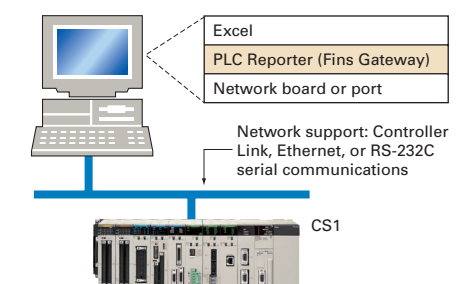 Excel
PLC Reporter (Fins Gateway)
Network board or port
Network support: Controller
Link, Ethernet, or RS-232C
serial communications
CS1